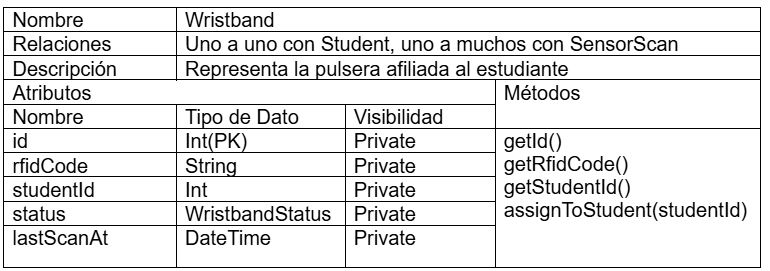 Nombre Wristband
Relaciones Uno a uno con Student, uno a muchos con SensorScan
Descripción Representa la pulsera afiliada al estudiante
Atributos Métodos
Nombre Tipo de Dato Visibilidad
id Int(PK) Private getId()
rfidCode String Private getRfidCode()
studentId Int Private getStudentId()
status WristbandStatus Private assignToStudent(studentId)
lastScanAt DateTime Private